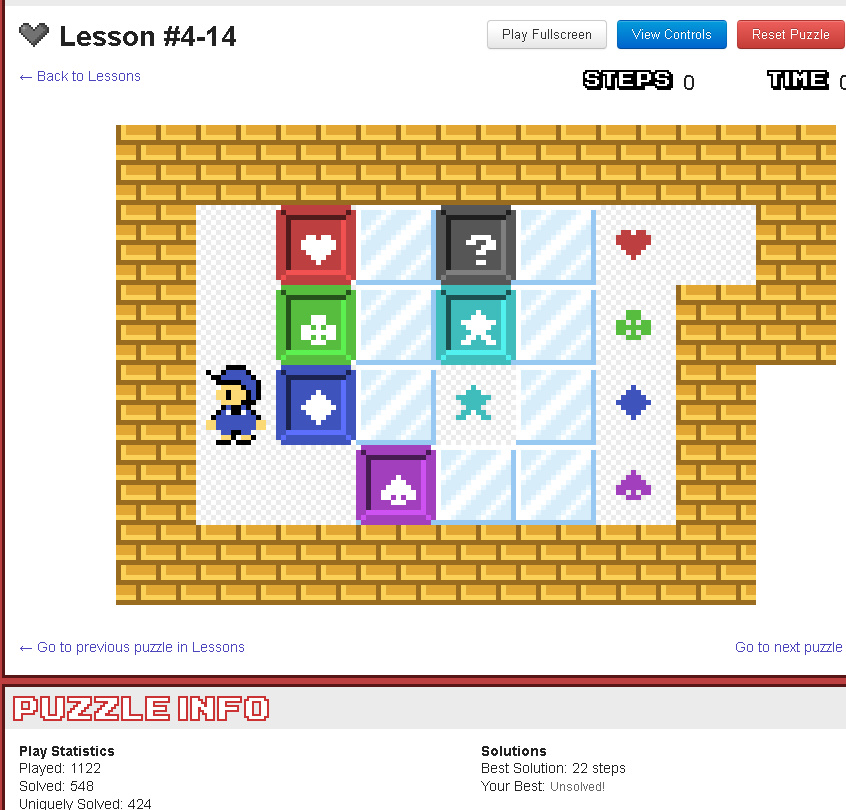 Lesson #4-14
Play Fullscreen
View Controls
Reset Puzzle
← Back to Lessons
STEPS 0
TIME 0
?
← Go to previous puzzle in Lessons
Go to next puzzle
PUZZLE INFO
Play Statistics
Played: 1122
Solved: 548
Uniquely Solved: 424
Solutions
Best Solution: 22 steps
Your Best: Unsolved!